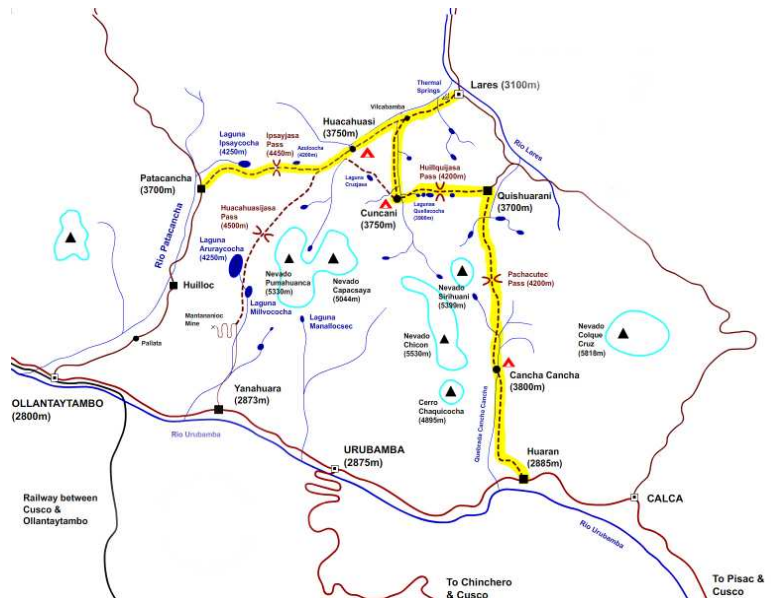 Thermal
Springs
Lares (3100m)
Vilcabamba
Huacahuasi
(3750m)
Rio Lares
Laguna
Ipsaycocha
(4250m)
Ipsayjasa
Pass
(4450m)
Azulcocha
(4260m)
Patacancha
(3700m)
Laguna
Cruqasa
Huillquijasa
Pass (4200m)
Quishuarani
(3700m)
Lagunas
Quellacocha
(3800m)
Cuncani
(3750m)
Huacahuasijasa
Pass
(4500m)
Rio Patacancha
Laguna
Aruraycocha
(4250m)
Nevado
Pumahuanca
(5330m)
Nevado
Capacsaya
(5044m)
Nevado
Sirihuani
(5399m)
Pachacutec
Pass (4200m)
Huilloc
Laguna
Millvococha
Mantananioc
Mine
Laguna
Manallocsec
Nevado
Chicon
(5530m)
Nevado
Colque
Cruz
(5818m)
Pallata
Cancha Cancha
(3800m)
OLLANTAYTAMBO
(2800m)
Yanahuara
(2873m)
Cerro
Chaquicocha
(4895m)
Quebrada Cancha Cancha
Rio Urubamba
URUBAMBA
(2875m)
Huaran
(2885m)
CALCA
Railway between
Cusco &
Ollantaytambo
Rio Urubamba
To Chinchero
& Cusco
To Pisac &
Cusco